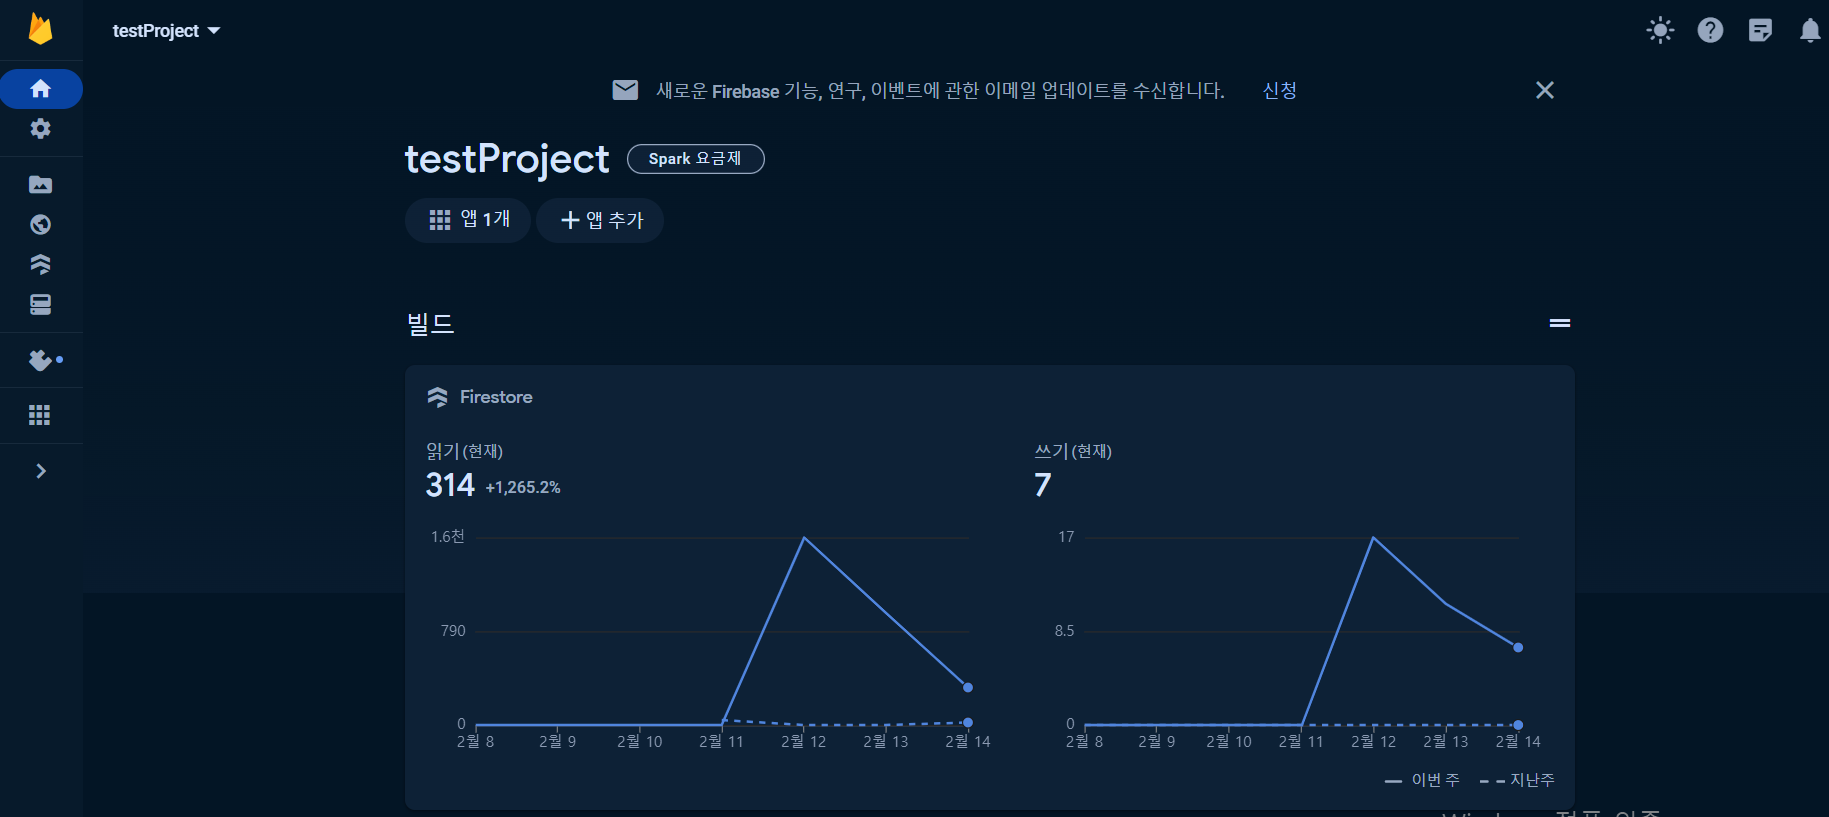 testProject
새로운 Firebase 기능, 연구, 이벤트에 관한 이메일 업데이트를 수신합니다. 신청
testProject Spark 요금제
앱 1개 앱 추가
빌드
Firestore
읽기 (현재)
314 +1,265.2%
1.6천
790
0
2월 8 2월 9 2월 10 2월 11 2월 12 2월 13 2월 14
쓰기 (현재)
7
17
8.5
0
2월 8 2월 9 2월 10 2월 11 2월 12 2월 13 2월 14
이번 주 지난주
Windows 정품 인증